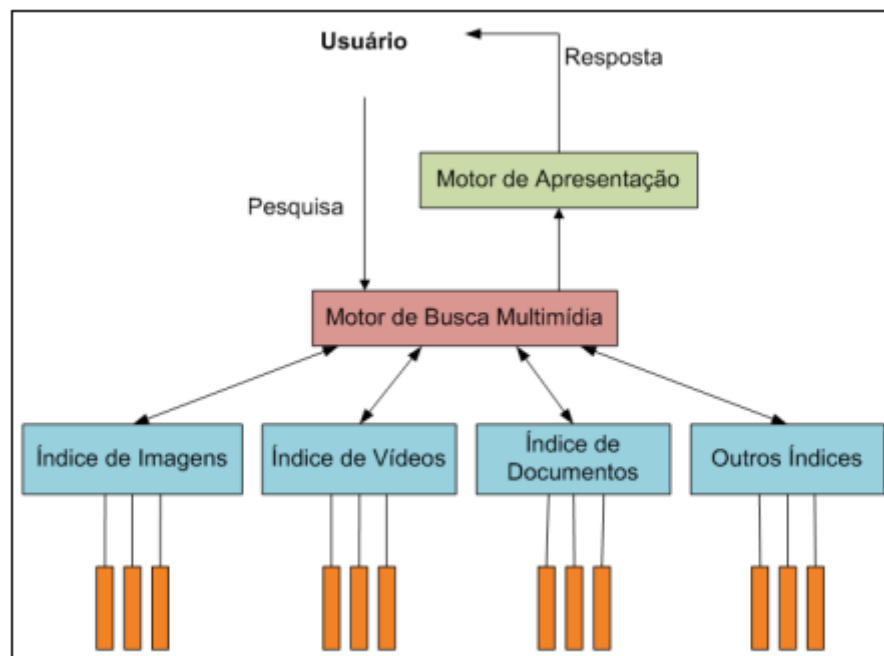 Usuário
Resposta
Motor de Apresentação
Pesquisa
Motor de Busca Multimídia
Índice de Imagens
Índice de Vídeos
Índice de
Documentos
Outros Índices